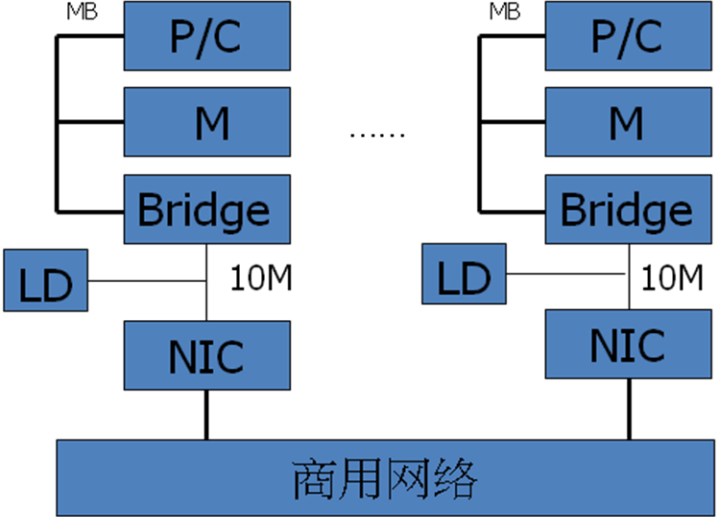 MB
P/C
M
Bridge
LD
10M
NIC
……
MB
P/C
M
Bridge
LD
10M
NIC
商用网络